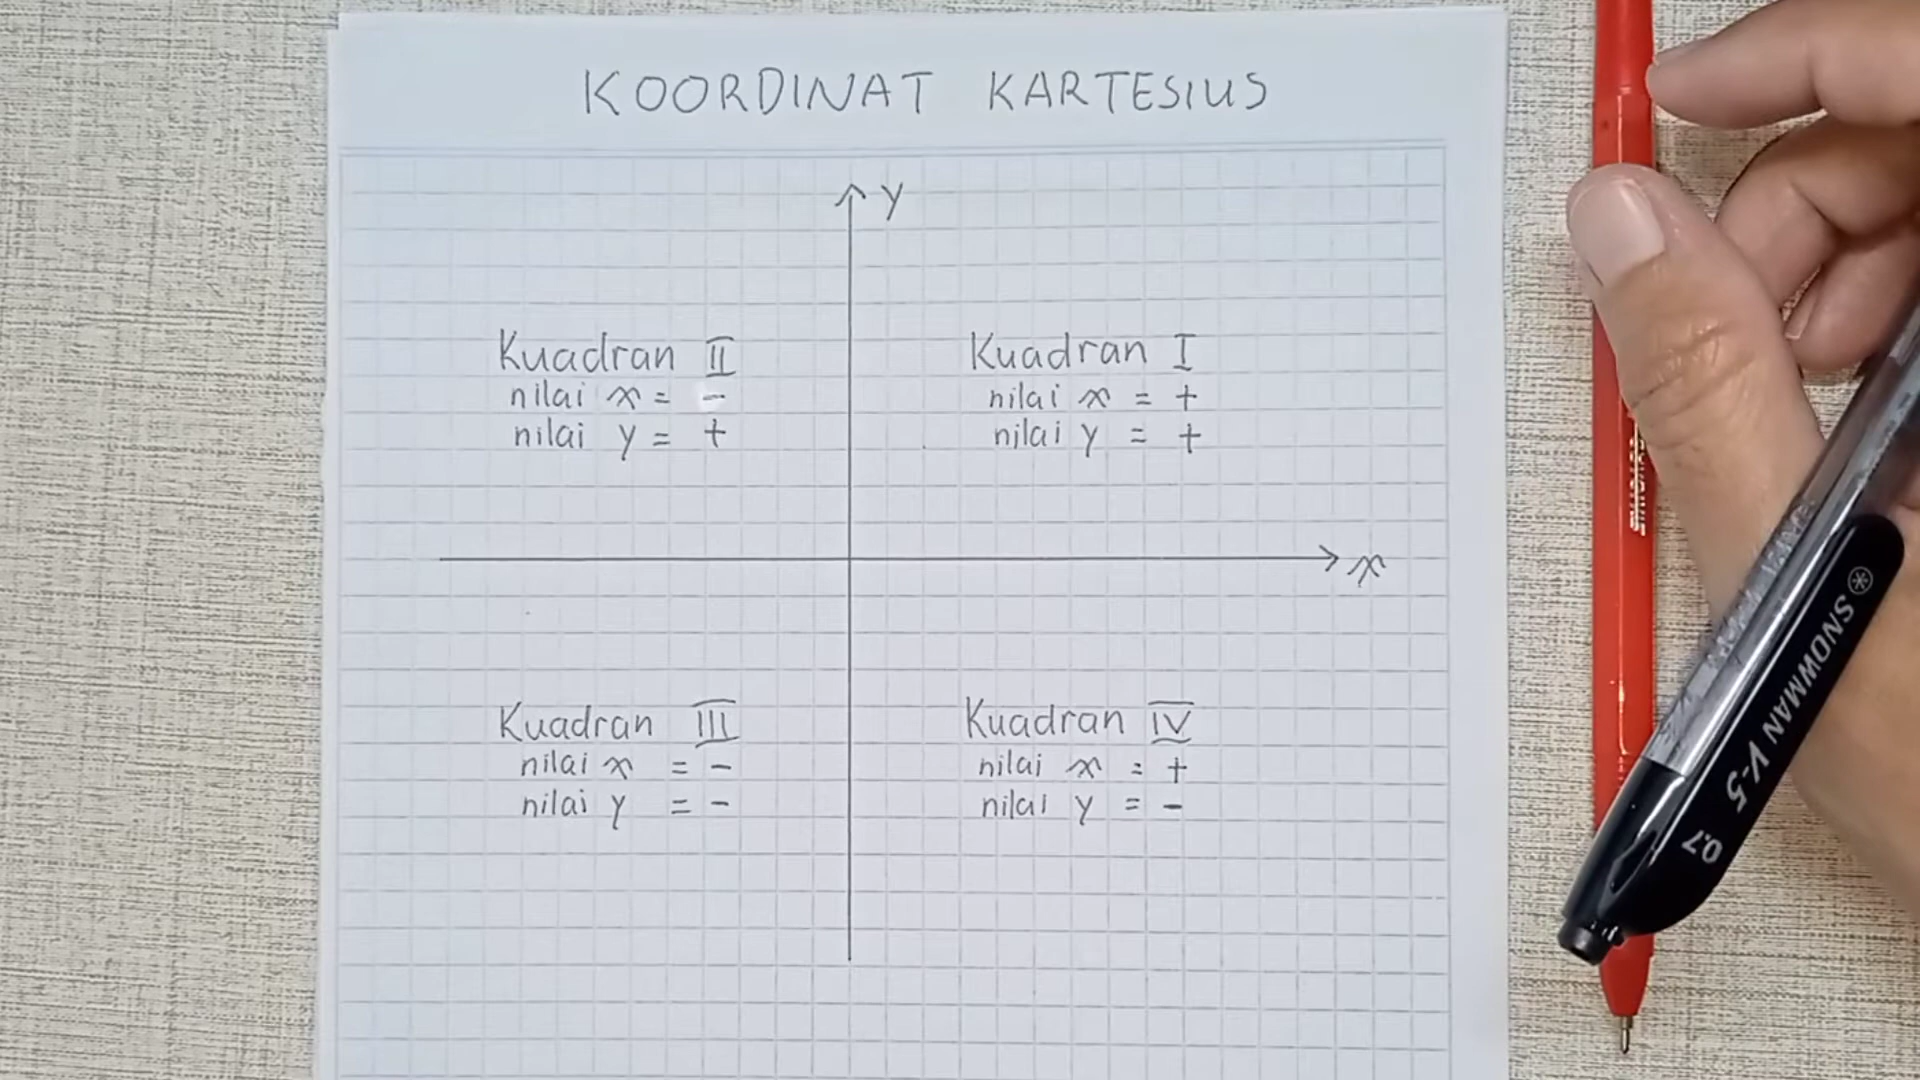 KOORDINAT KARTESIUS
y
Kuadran II
nilai x = -
nilai y = +
Kuadran I
nilai x = +
nilai y = +
x
Kuadran III
nilai x = -
nilai y = -
Kuadran IV
nilai x = +
nilai y = -
SNOWMAN V-5
0.7